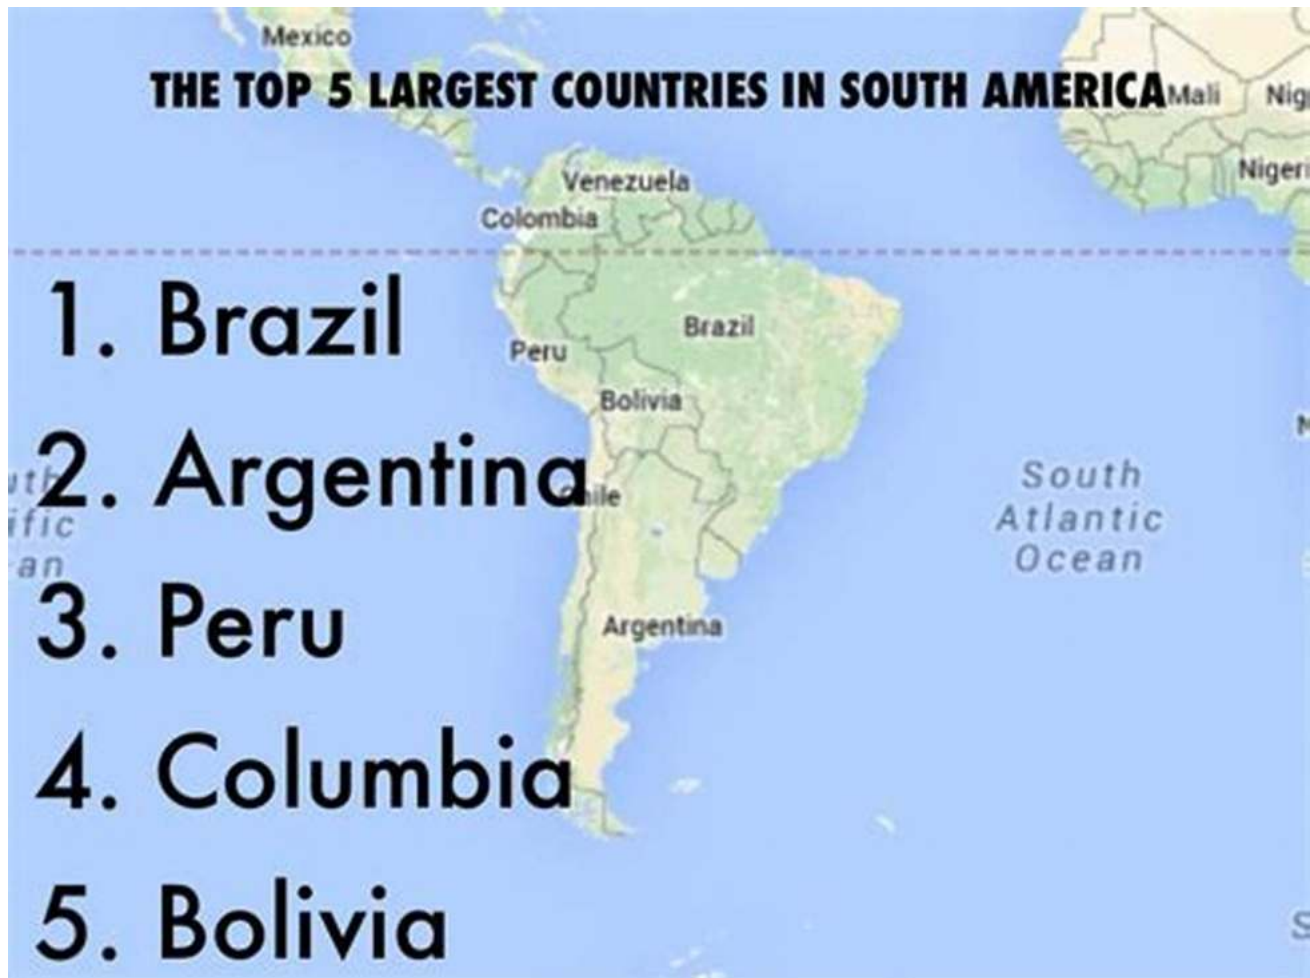 Mexico
THE TOP 5 LARGEST COUNTRIES IN SOUTH AMERICA
Mali
Venezuela
Colombia
1. Brazil
Brazil
Peru
Bolivia
2. Argentina
South
Atlantic
Ocean
3. Peru
Argentina
4. Columbia
5. Bolivia